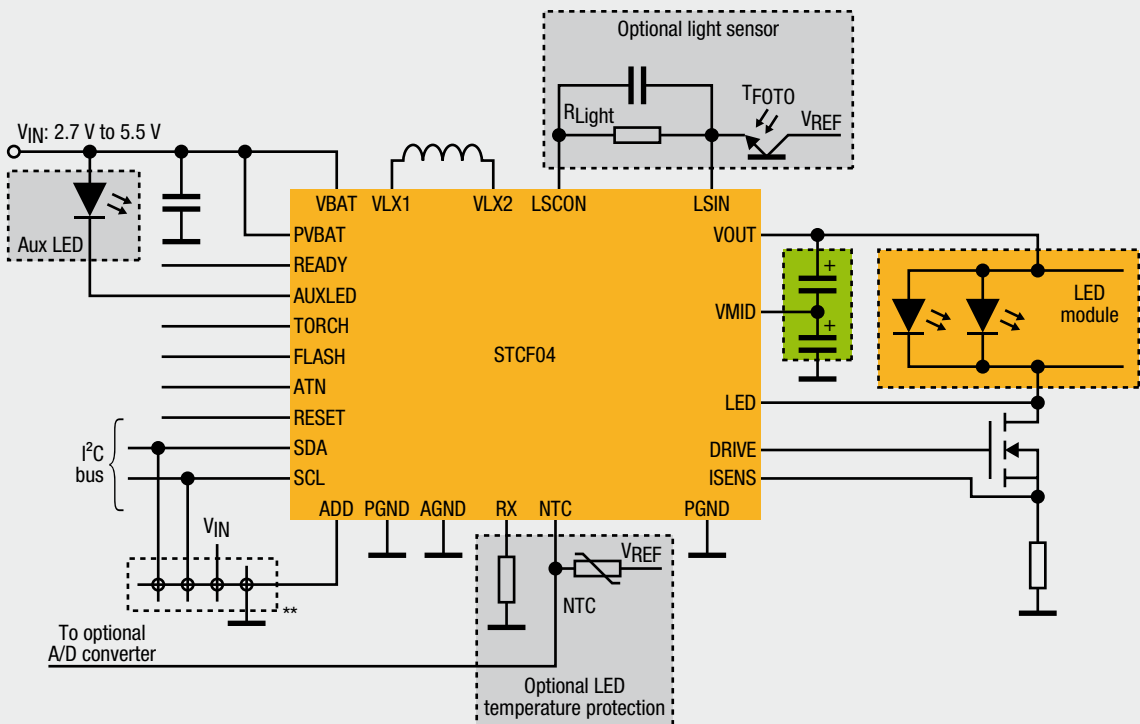 Optional light sensor
TFOTO
RLight
VREF
VIN: 2.7 V to 5.5 V
Aux LED
VBAT
VLX1
VLX2
LSCON
LSIN
PVBAT
READY
AUXLED
TORCH
FLASH
ATN
RESET
SDA
SCL
STCF04
VOUT
VMID
LED
DRIVE
ISENS
+
+
LED
module
I²C
bus
ADD
PGND
AGND
RX
NTC
PGND
VIN
**
VREF
NTC
To optional
A/D converter
Optional LED
temperature protection